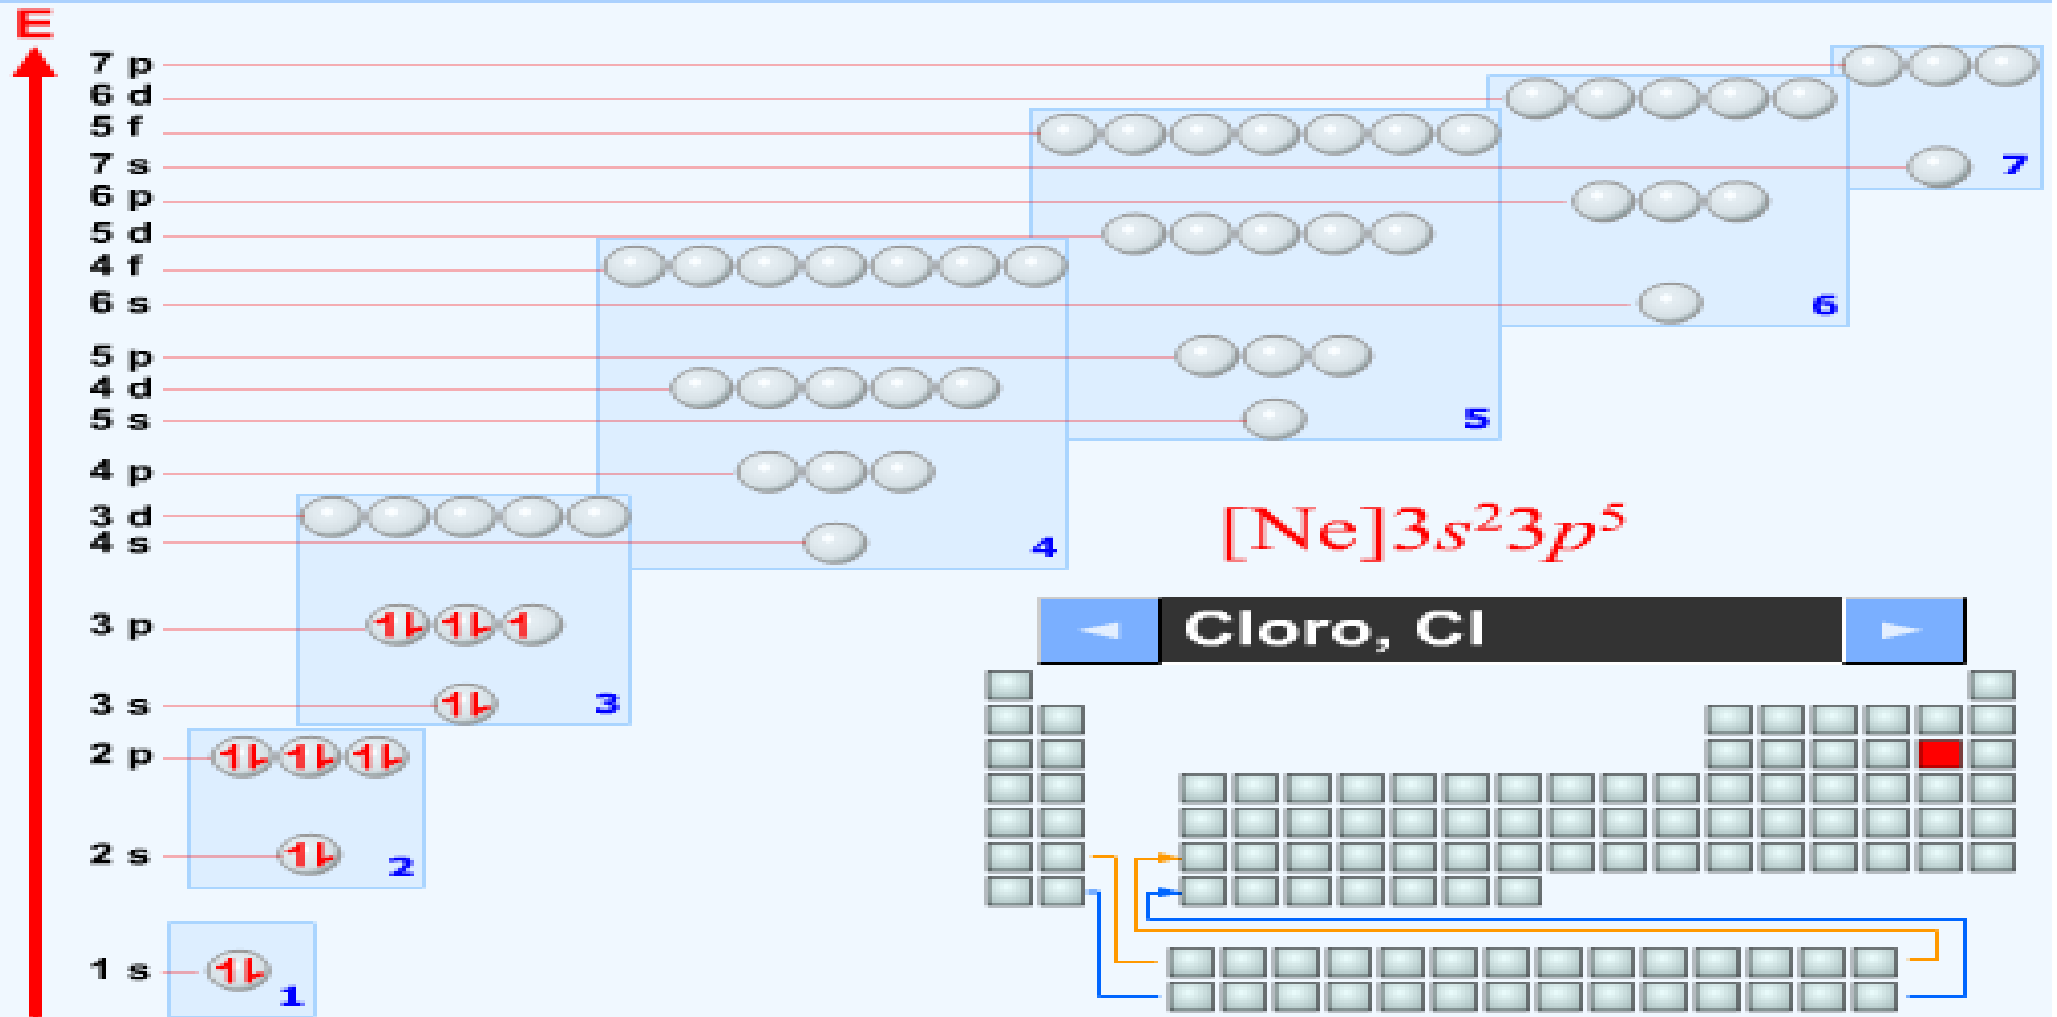 E
7 p
6 d
5 f
7 s
7
6 p
5 d
4 f
6 s
6
5 p
4 d
5 s
5
4 p
3 d
4 s
4
[Ne]3s²3p⁵
3 p
Cloro, Cl
3 s
3
2 p
2 s
2
1 s
1